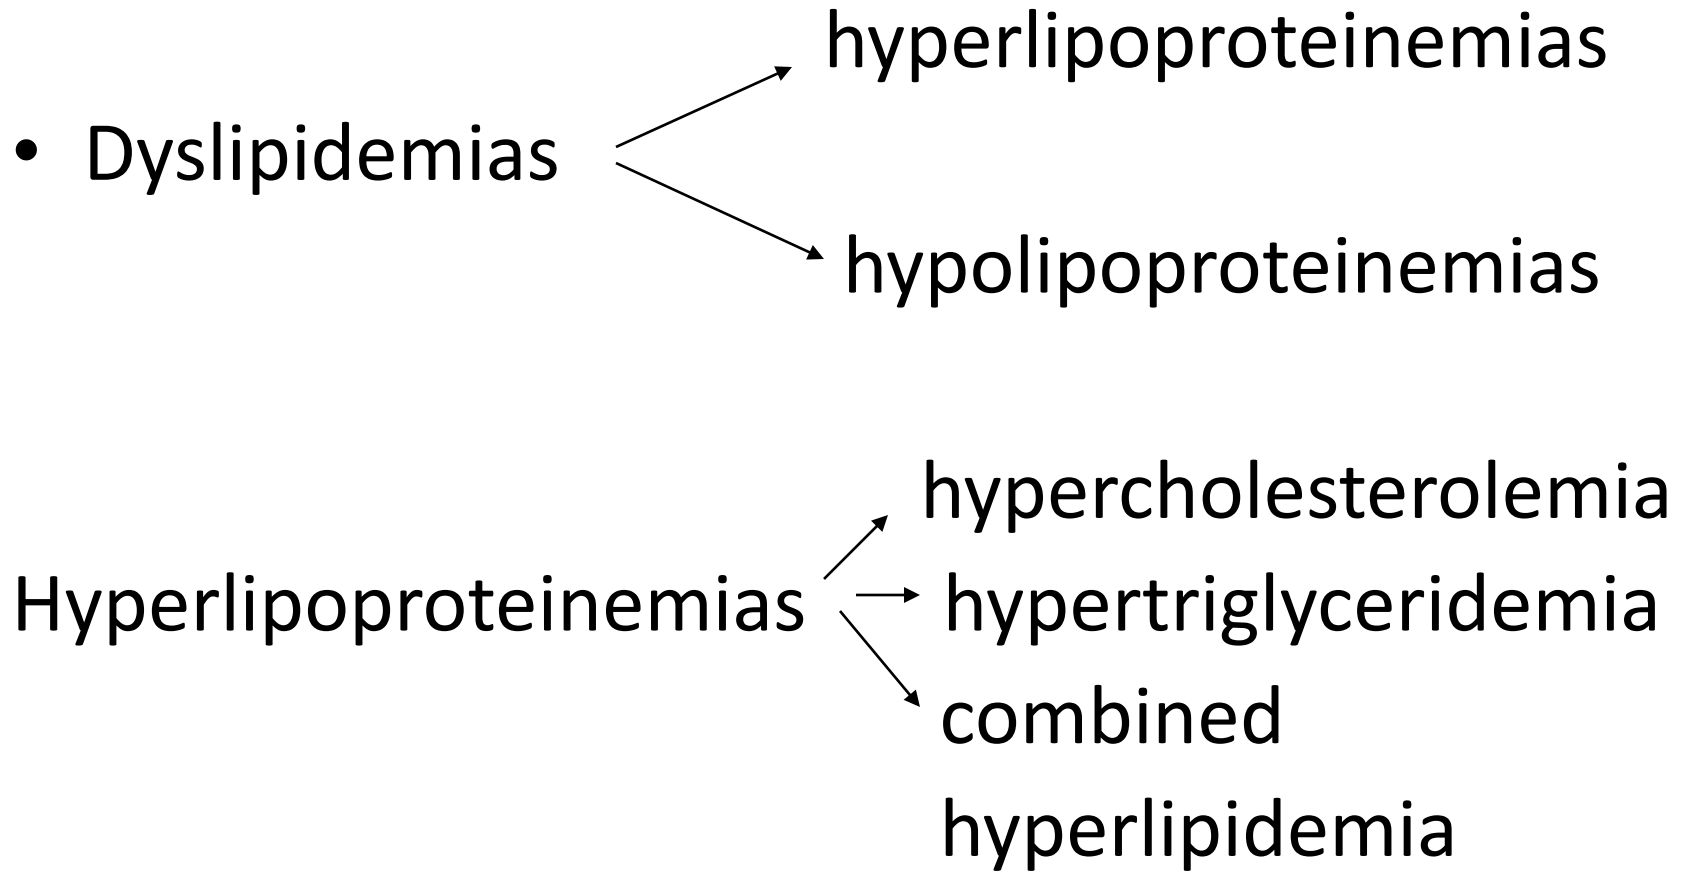 hyperlipoproteinemias
• Dyslipidemias
hypolipoproteinemias
hypercholesterolemia
Hyperlipoproteinemias hypertriglyceridemia
combined
hyperlipidemia